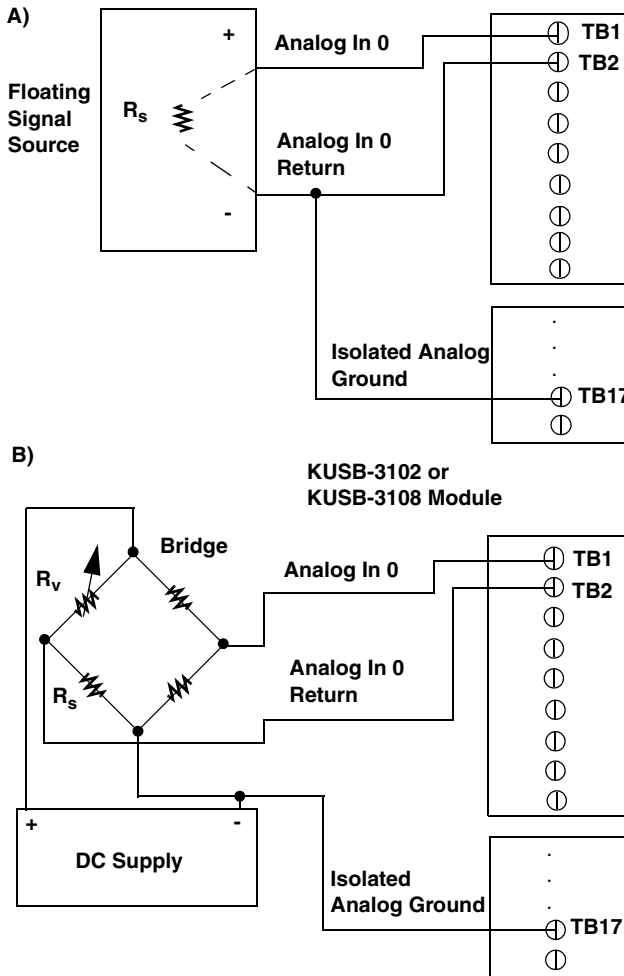 A)
+
Analog In 0
TB1
TB2
Floating
Signal
Source
Rs
Analog In 0
Return
-
.
.
.
Isolated Analog
Ground
TB17
B)
KUSB-3102 or
KUSB-3108 Module
Bridge
Analog In 0
TB1
TB2
Rv
Analog In 0
Return
Rs
+
-
DC Supply
.
.
.
Isolated
Analog Ground
TB17